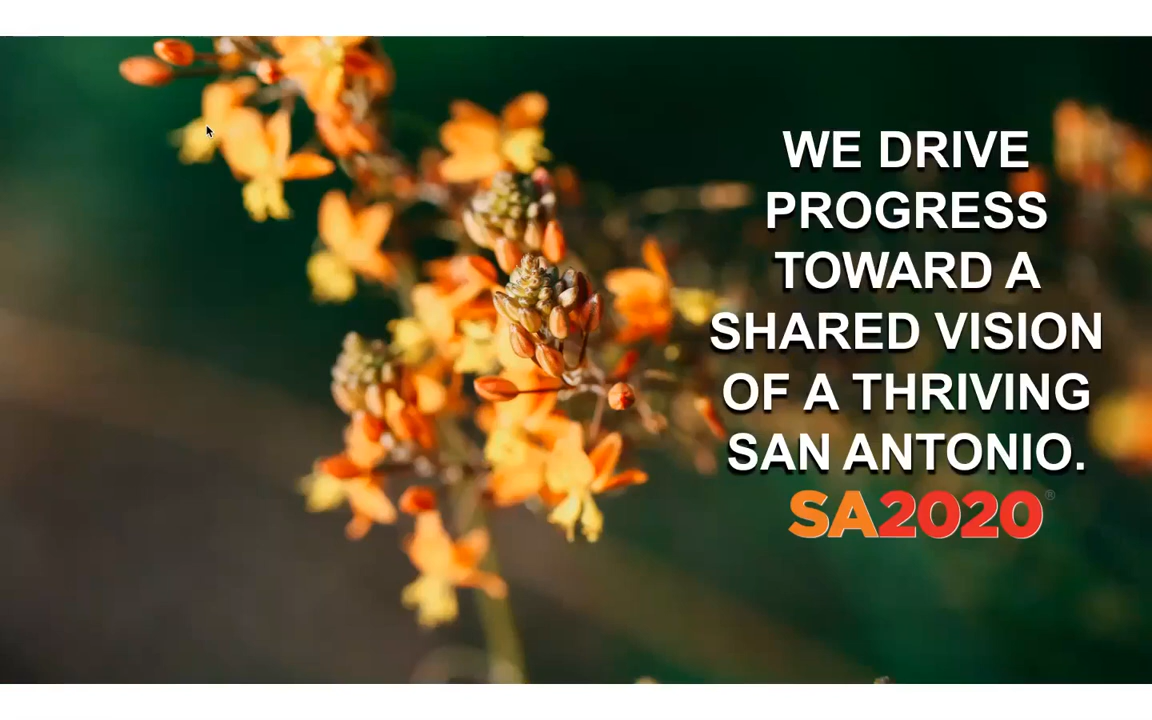 WE DRIVE
PROGRESS
TOWARD A
SHARED VISION
OF A THRIVING
SAN ANTONIO.
SA2020®